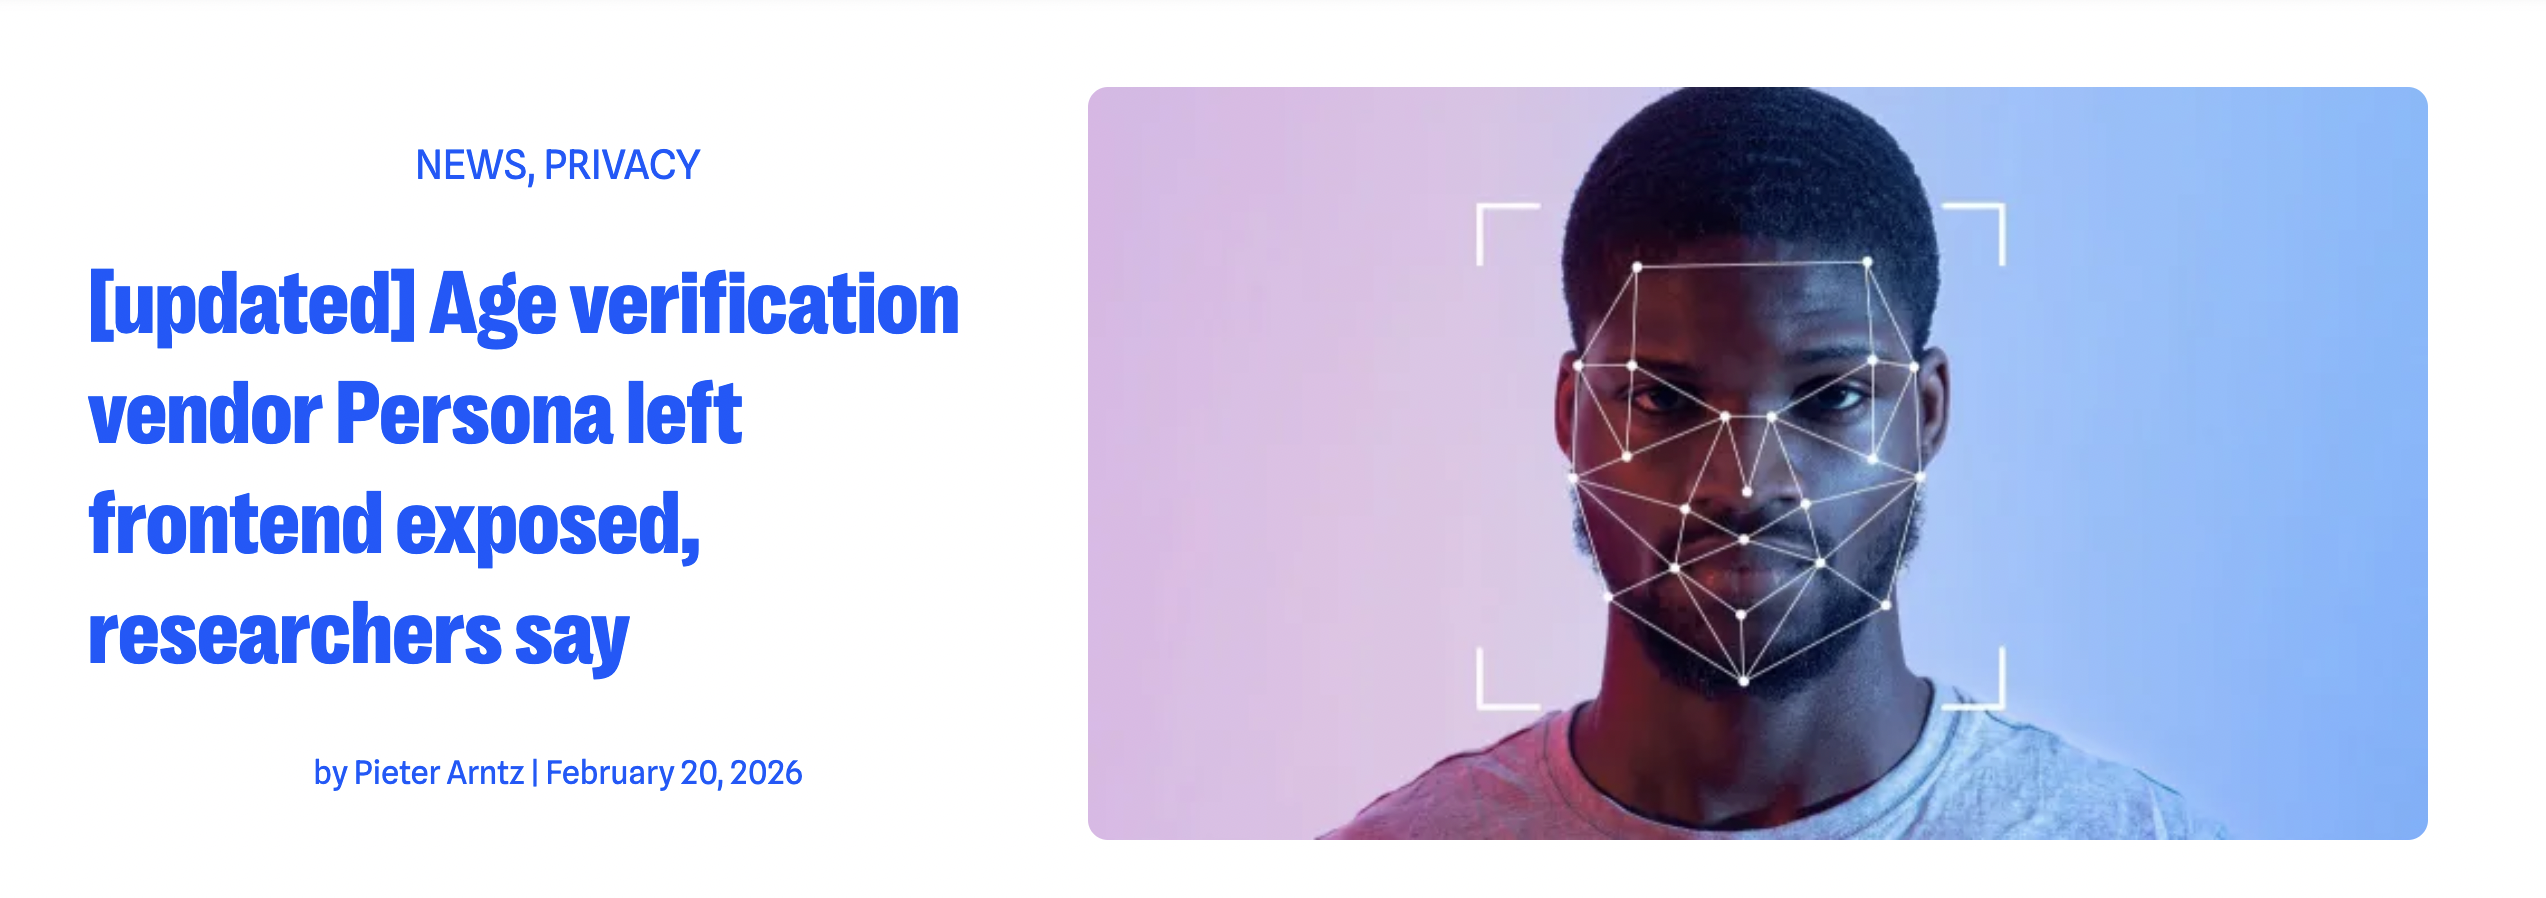 NEWS, PRIVACY
[updated] Age verification
vendor Persona left
frontend exposed,
researchers say
by Pieter Arntz | February 20, 2026